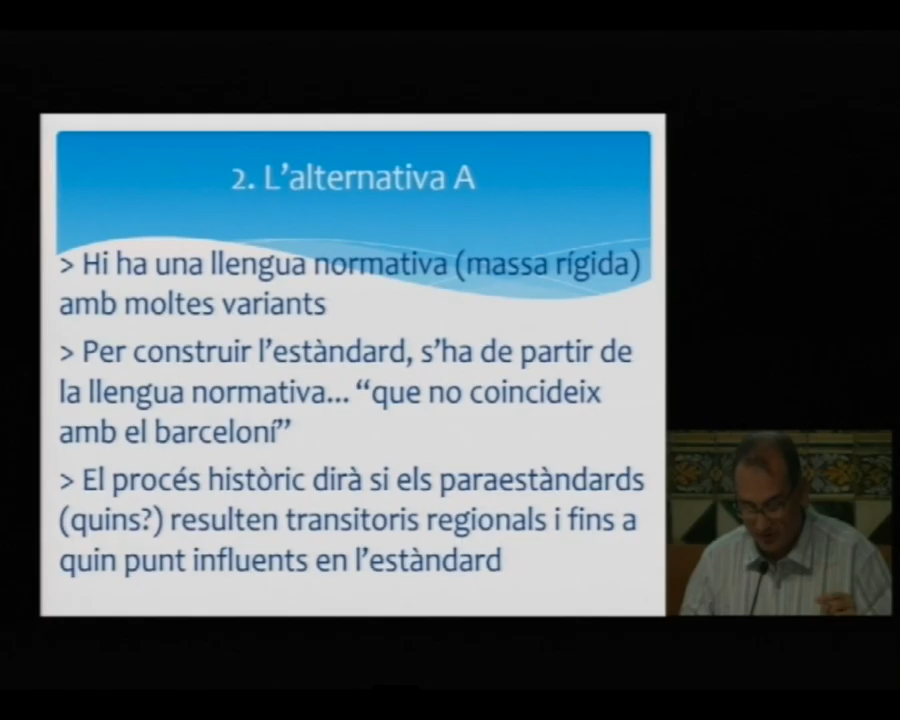 2. L’alternativa A
> Hi ha una llengua normativa (massa rígida)
amb moltes variants
> Per construir l’estàndard, s’ha de partir de
la llengua normativa... “que no coincideix
amb el barceloní”
> El procés històric dirà si els paraestàndards
(quins?) resulten transitoris regionals i fins a
quin punt influents en l’estàndard